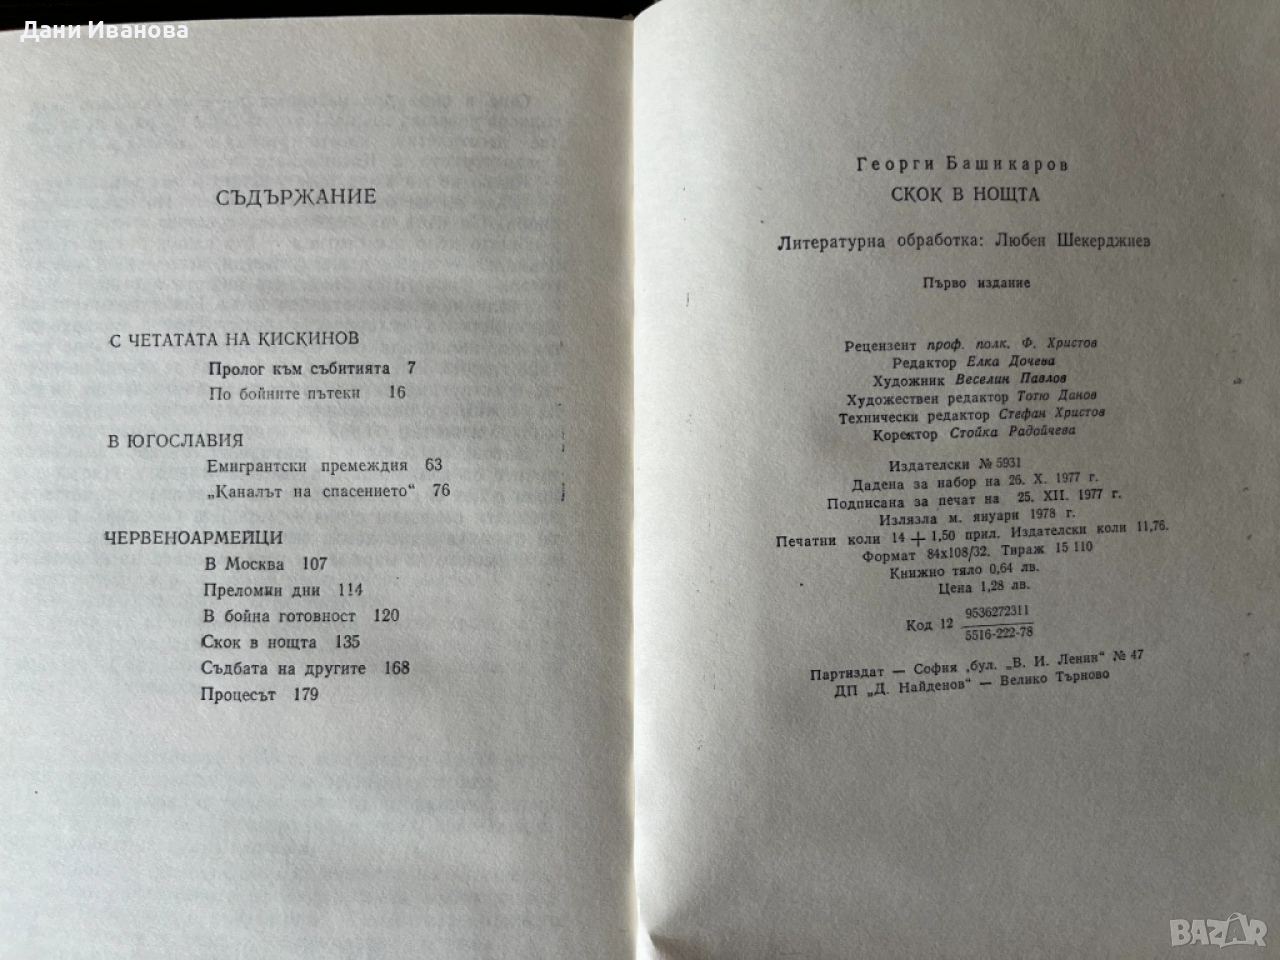 Дани Иванова
СЪДЪРЖАНИЕ
С ЧЕТАТАТА НА КИСКИНОВ
Пролог към събитията 7
По бойните пътеки 16
В ЮГОСЛАВИЯ
Емигрантски премеждия 63
„Каналът на спасението“ 76
ЧЕРВЕНОАРМЕЙЦИ
В Москва 107
Преломни дни 114
В бойна готовност 120
Скок в нощта 135
Съдбата на другите 168
Процесът 179
Георги Башикаров
СКОК В НОЩТА
Литературна обработка: Любен Шекерджиев
Първо издание
Рецензент проф. полк. Ф. Христов
Редактор Елка Дочева
Художник Веселин Павлов
Художествен редактор Тотю Данов
Технически редактор Стефан Христов
Коректор Стойка Радойчева
Издателски № 5931
Дадена за набор на 26. X. 1977 г.
Подписана за печат на 25. XII. 1977 г.
Излязла м. януари 1978 г.
Печатни коли 14 + 1,50 прил. Издателски коли 11,76.
Формат 84x108/32. Тираж 15 110
Книжно тяло 0,64 лв.
Цена 1,28 лв.
Код 12 9536272311
5516-222-78
Партиздат — София ,бул. „В. И. Ленин“ № 47
ДП „Д. Найденов“ — Велико Търново
BAZAR